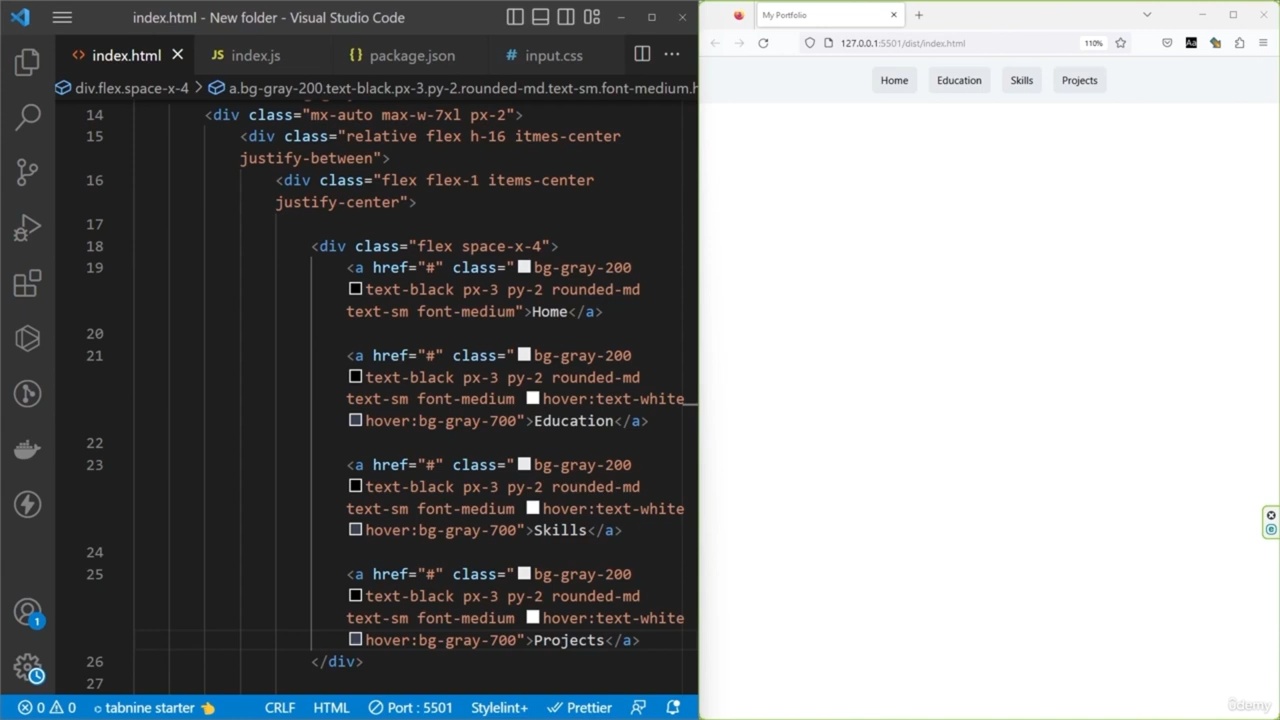 index.html - New folder - Visual Studio Code
index.html
JS index.js
{} package.json
# input.css
div.flex.space-x-4 > a.bg-gray-200.text-black.px-3.py-2.rounded-md.text-sm.font-medium.h
14 <div class="mx-auto max-w-7xl px-2">
15 <div class="relative flex h-16 itmes-center
justify-between">
16 <div class="flex flex-1 items-center
justify-center">
17
18 <div class="flex space-x-4">
19 <a href="#" class="bg-gray-200
text-black px-3 py-2 rounded-md
text-sm font-medium">Home</a>
20
21 <a href="#" class="bg-gray-200
text-black px-3 py-2 rounded-md
text-sm font-medium hover:text-white
hover:bg-gray-700">Education</a>
22
23 <a href="#" class="bg-gray-200
text-black px-3 py-2 rounded-md
text-sm font-medium hover:text-white
hover:bg-gray-700">Skills</a>
24
25 <a href="#" class="bg-gray-200
text-black px-3 py-2 rounded-md
text-sm font-medium hover:text-white
hover:bg-gray-700">Projects</a>
26 </div>
27
1
0 0 tabnine starter CRLF HTML Port : 5501 Stylelint+ Prettier
My Portfolio
127.0.0.1:5501/dist/index.html
110%
Aa
Home Education Skills Projects
Udemy